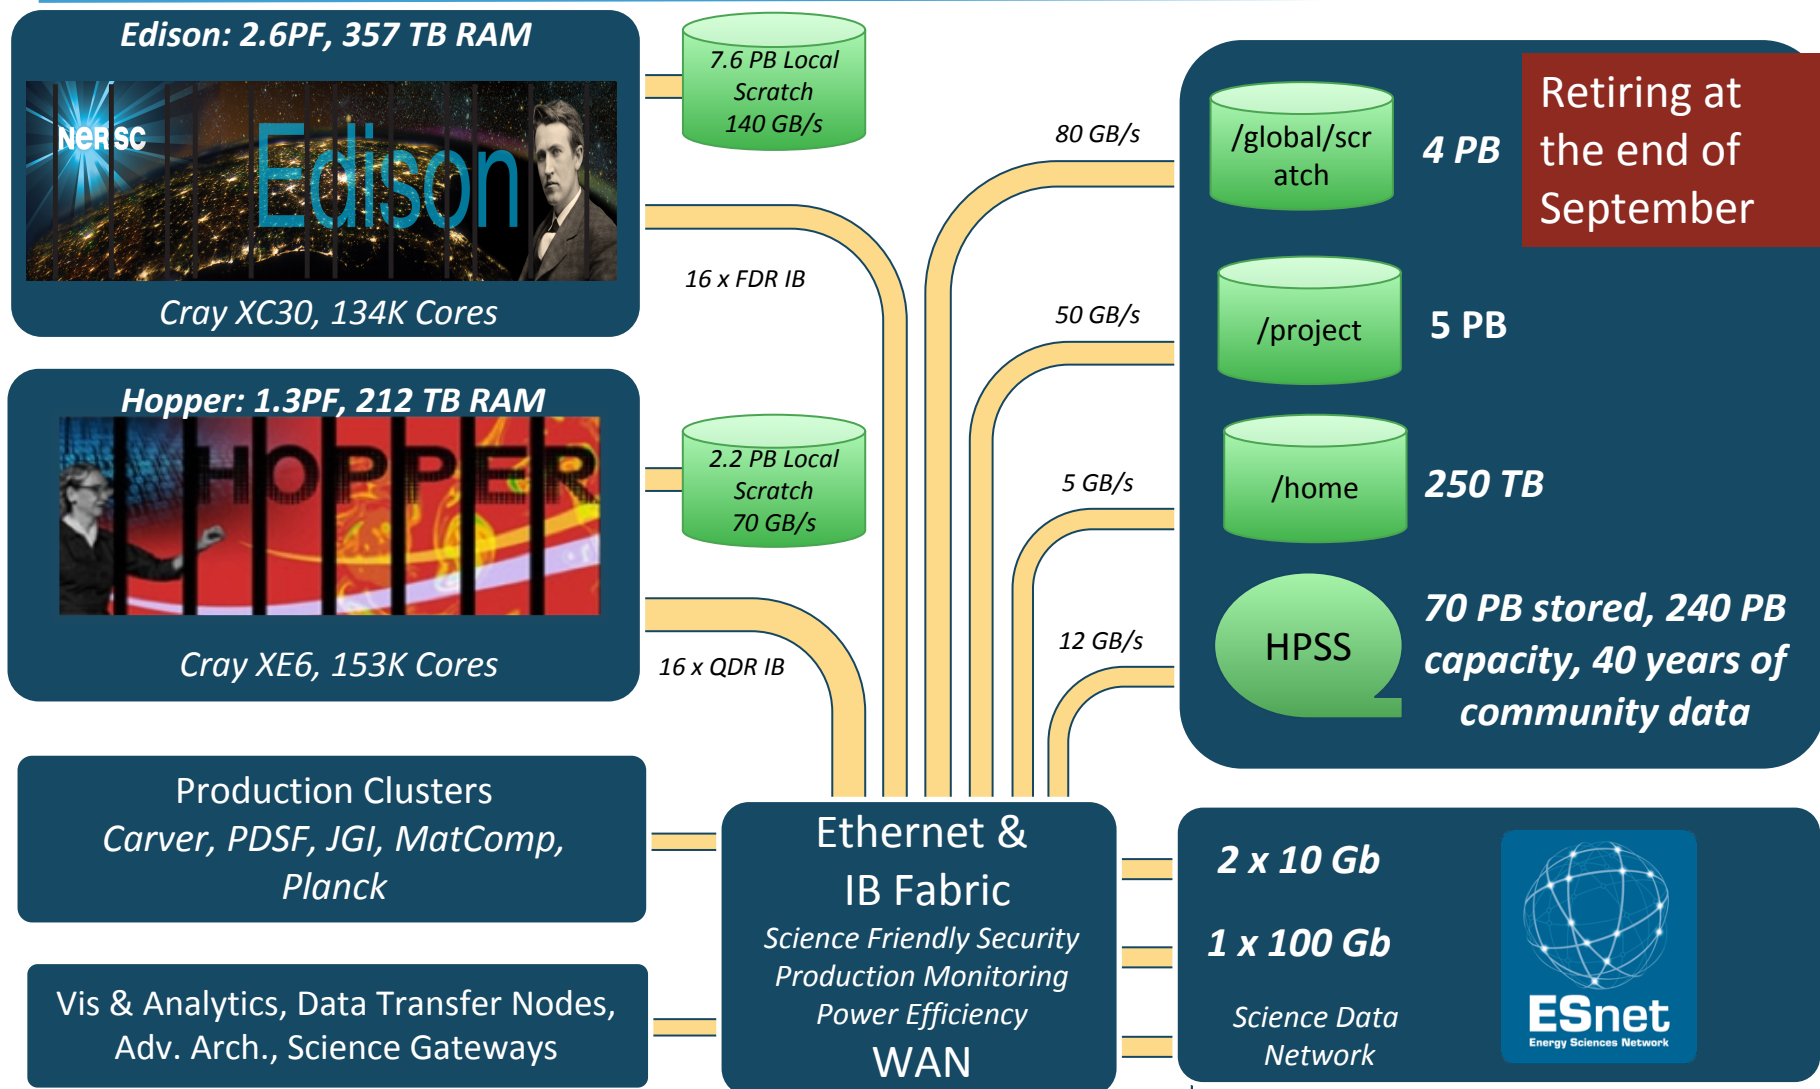 Edison: 2.6PF, 357 TB RAM
NERSC
Edison
Cray XC30, 134K Cores
7.6 PB Local
Scratch
140 GB/s
16 x FDR IB
Hopper: 1.3PF, 212 TB RAM
HOPPER
Cray XE6, 153K Cores
2.2 PB Local
Scratch
70 GB/s
16 x QDR IB
80 GB/s
50 GB/s
5 GB/s
12 GB/s
/global/scr
atch
4 PB
Retiring at
the end of
September
/project
5 PB
/home
250 TB
HPSS
70 PB stored, 240 PB
capacity, 40 years of
community data
Production Clusters
Carver, PDSF, JGI, MatComp,
Planck
Vis & Analytics, Data Transfer Nodes,
Adv. Arch., Science Gateways
Ethernet &
IB Fabric
Science Friendly Security
Production Monitoring
Power Efficiency
WAN
2 x 10 Gb
1 x 100 Gb
Science Data
Network
ESnet
Energy Sciences Network